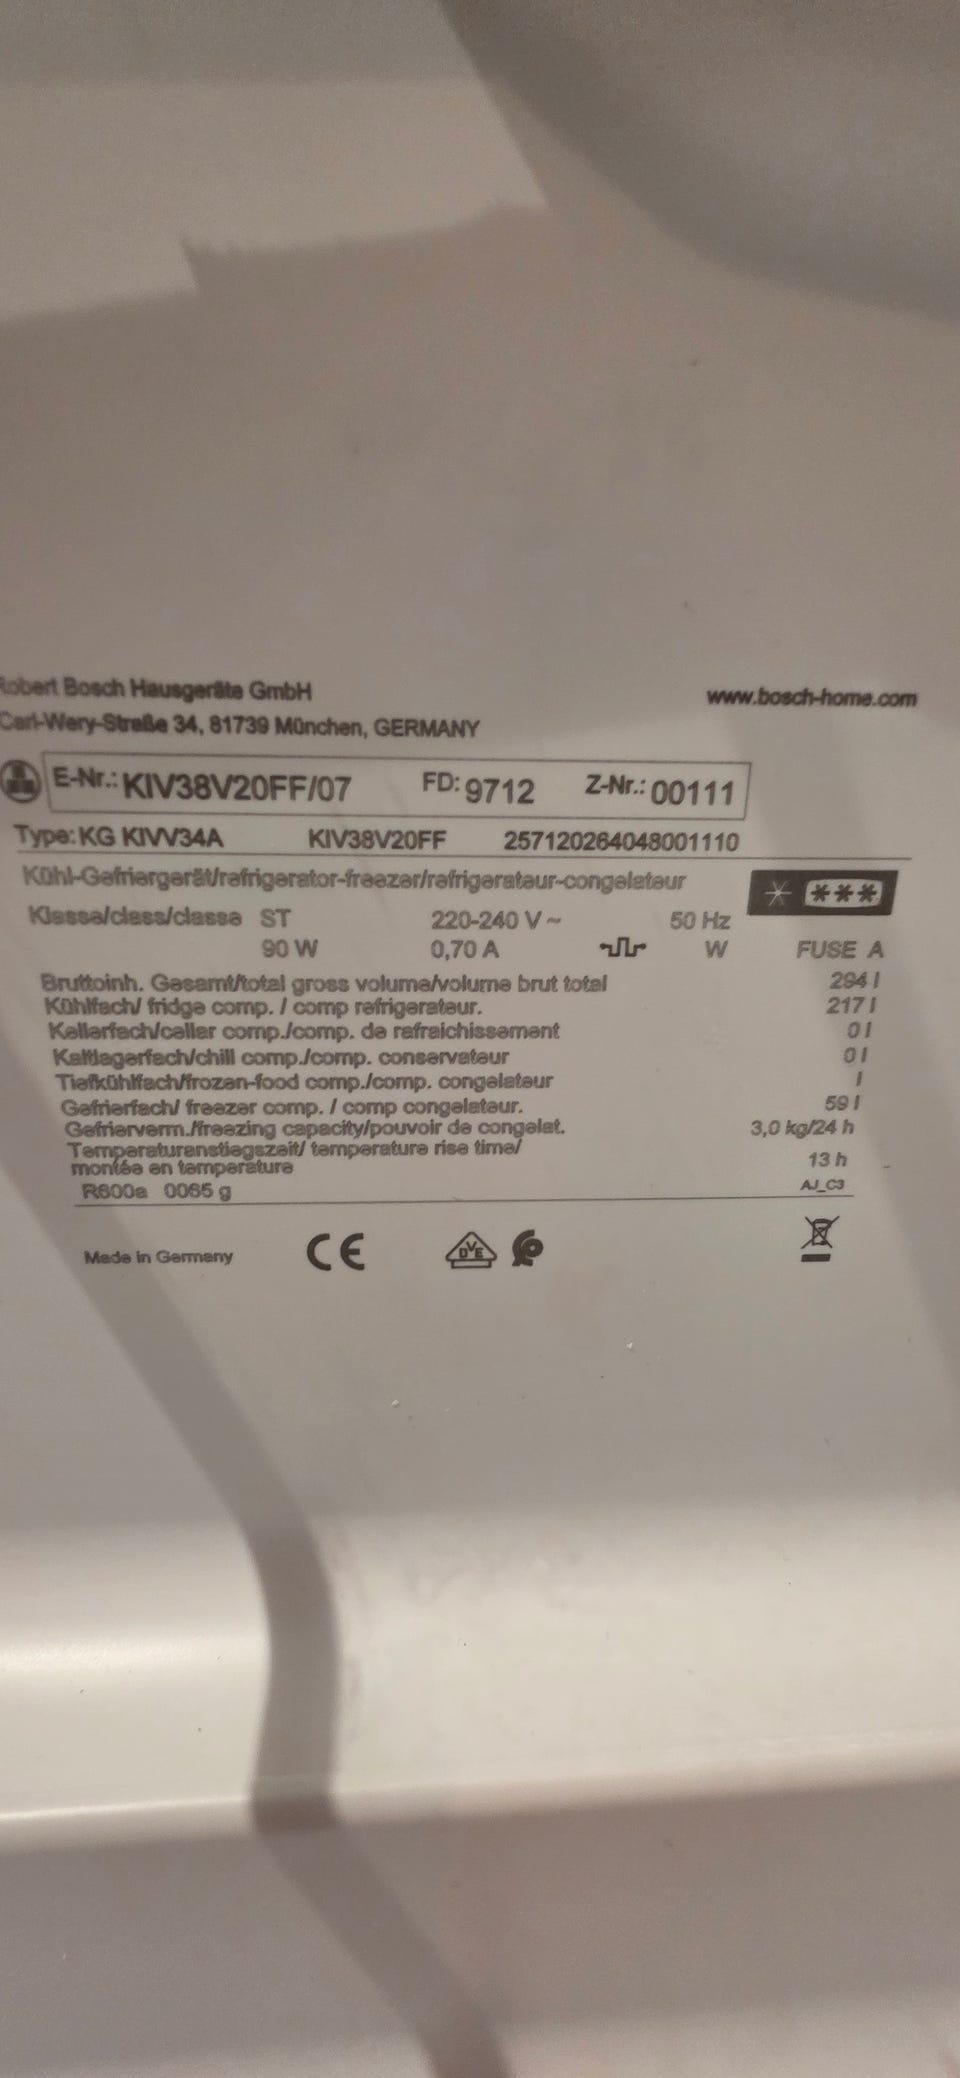 Robert Bosch Hausgeräte GmbH www.bosch-home.com
Carl-Wery-Straße 34, 81739 München, GERMANY
E-Nr.: KIV38V20FF/07 FD: 9712 Z-Nr.: 00111
Type: KG KIVV34A KIV38V20FF 257120264048001110
Kühl-Gefriergerät/refrigerator-freezer/refrigerateur-congelateur
Klasse/class/classe ST 220-240 V ~ 50 Hz
90 W 0,70 A W FUSE A
Bruttoinh. Gesamt/total gross volume/volume brut total 294 l
Kühlfach/ fridge comp. / comp refrigerateur. 217 l
Kellerfach/cellar comp./comp. de rafraichissement 0 l
Kaltlagerfach/chill comp./comp. conservateur 0 l
Tiefkühlfach/frozen-food comp./comp. congelateur l
Gefrierfach/ freezer comp. / comp congelateur. 59 l
Gefrierverm./freezing capacity/pouvoir de congelat. 3,0 kg/24 h
Temperaturanstiegszeit/ temperature rise time/
montée en temperature 13 h
R600a 0065 g AJ_C3
Made in Germany CE DVE